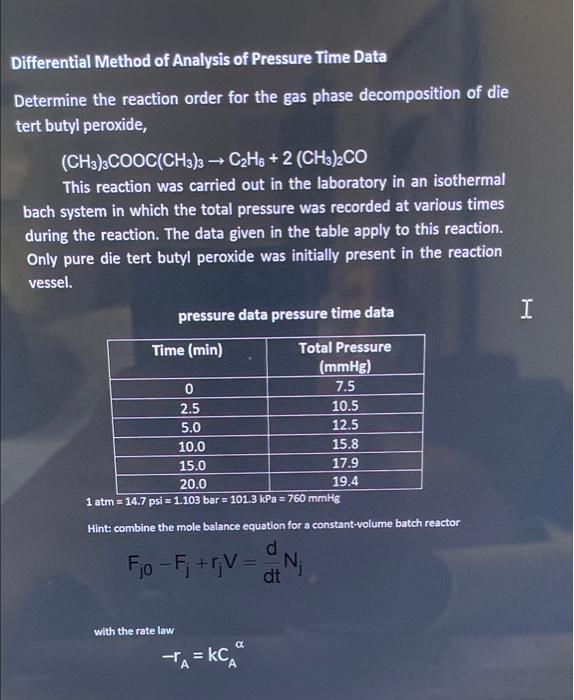 Differential Method of Analysis of Pressure Time Data
Determine the reaction order for the gas phase decomposition of die
tert butyl peroxide,
(CH₃)₃COOC(CH₃)₃ → C₂H₆ + 2 (CH₃)₂CO
This reaction was carried out in the laboratory in an isothermal
bach system in which the total pressure was recorded at various times
during the reaction. The data given in the table apply to this reaction.
Only pure die tert butyl peroxide was initially present in the reaction
vessel.
pressure data pressure time data
Time (min) Total Pressure
(mmHg)
0 7.5
2.5 10.5
5.0 12.5
10.0 15.8
15.0 17.9
20.0 19.4
1 atm = 14.7 psi = 1.103 bar = 101.3 kPa = 760 mmHg
Hint: combine the mole balance equation for a constant-volume batch reactor
F_j0 − F_j + r_jV = d/dt N_j
with the rate law
−r_A = kC_A^α